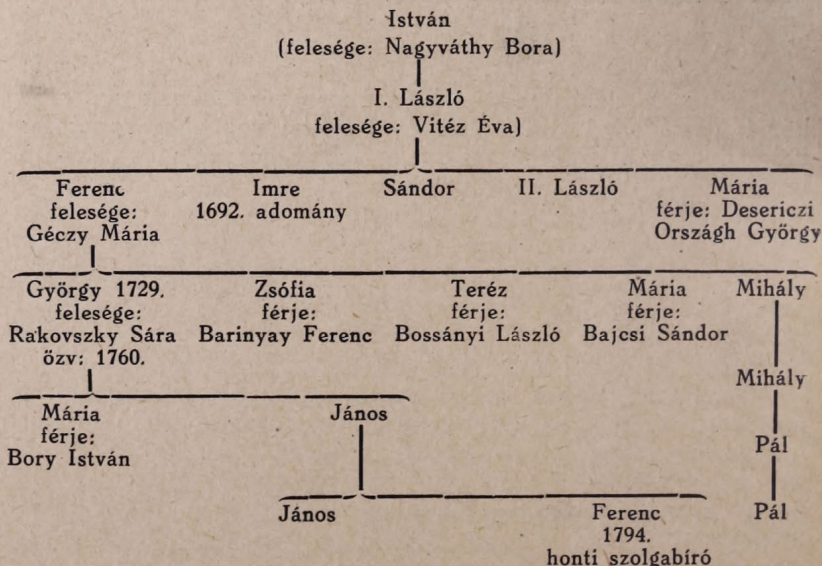 István
(felesége: Nagyváthy Bora)
I. László
felesége: Vitéz Éva)
Ferenc Imre Sándor II. László Mária
felesége: 1692. adomány férje: Desericzi
Géczy Mária Országh György
György 1729. Zsófia Teréz Mária Mihály
felesége: férje: férje: férje:
Rakovszky Sára Barinyay Ferenc Bossányi László Bajcsi Sándor
özv: 1760.
Mihály
Mária János
férje:
Bory István Pál
János Ferenc Pál
1794.
honti szolgabíró